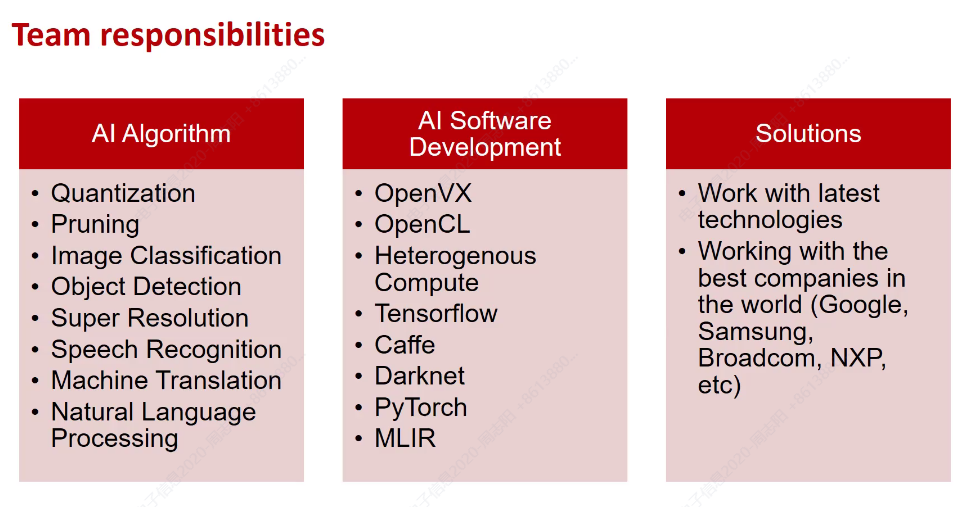 Team responsibilities
AI Algorithm
• Quantization
• Pruning
• Image Classification
• Object Detection
• Super Resolution
• Speech Recognition
• Machine Translation
• Natural Language
Processing
AI Software
Development
• OpenVX
• OpenCL
• Heterogenous
Compute
• Tensorflow
• Caffe
• Darknet
• PyTorch
• MLIR
Solutions
• Work with latest
technologies
• Working with the
best companies in
the world (Google,
Samsung,
Broadcom, NXP,
etc)